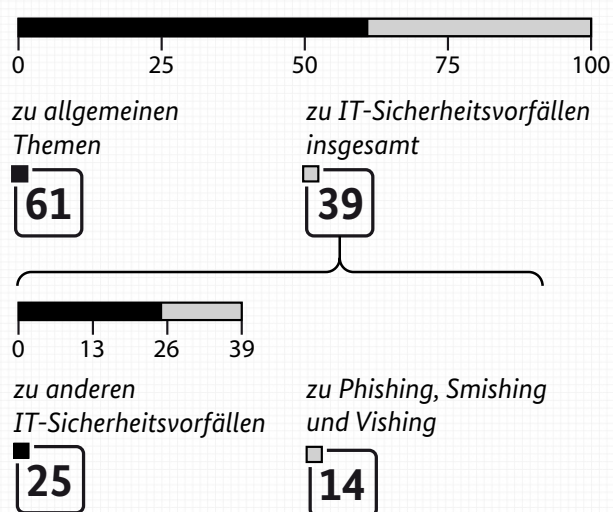 0 25 50 75 100
zu allgemeinen
Themen
61
zu IT-Sicherheitsvorfällen
insgesamt
39
0 13 26 39
zu anderen
IT-Sicherheitsvorfällen
25
zu Phishing, Smishing
und Vishing
14